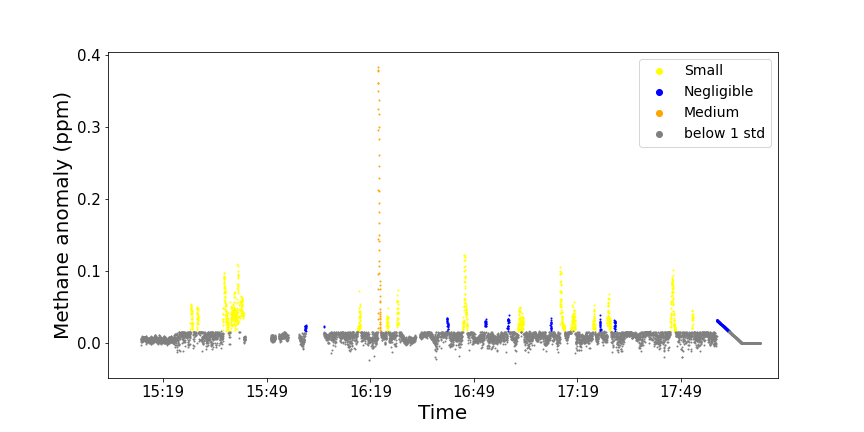 Small
Negligible
Medium
below 1 std
Methane anomaly (ppm)
0.4
0.3
0.2
0.1
0.0
15:19 15:49 16:19 16:49 17:19 17:49
Time